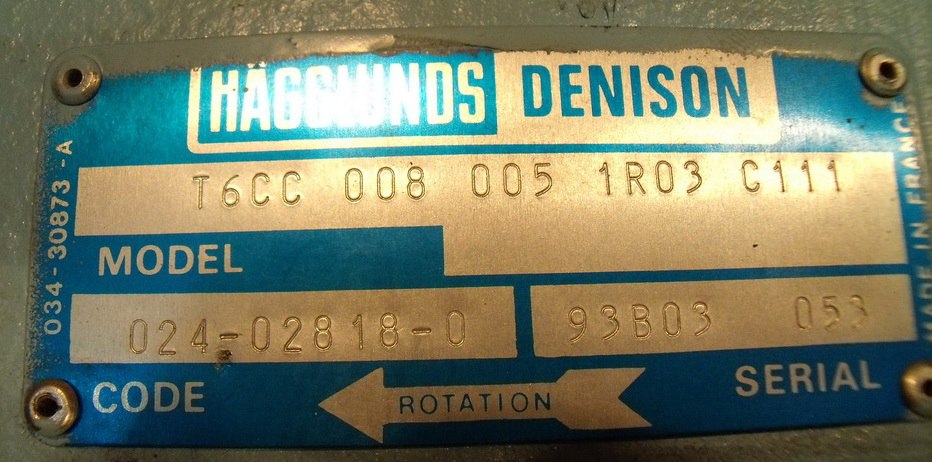 HÄGGLUNDS DENISON
T6CC 008 005 1R03 C111
MODEL
024-02818-0
93B03 053
CODE
ROTATION
SERIAL
034-30873-A
MADE IN FRANCE